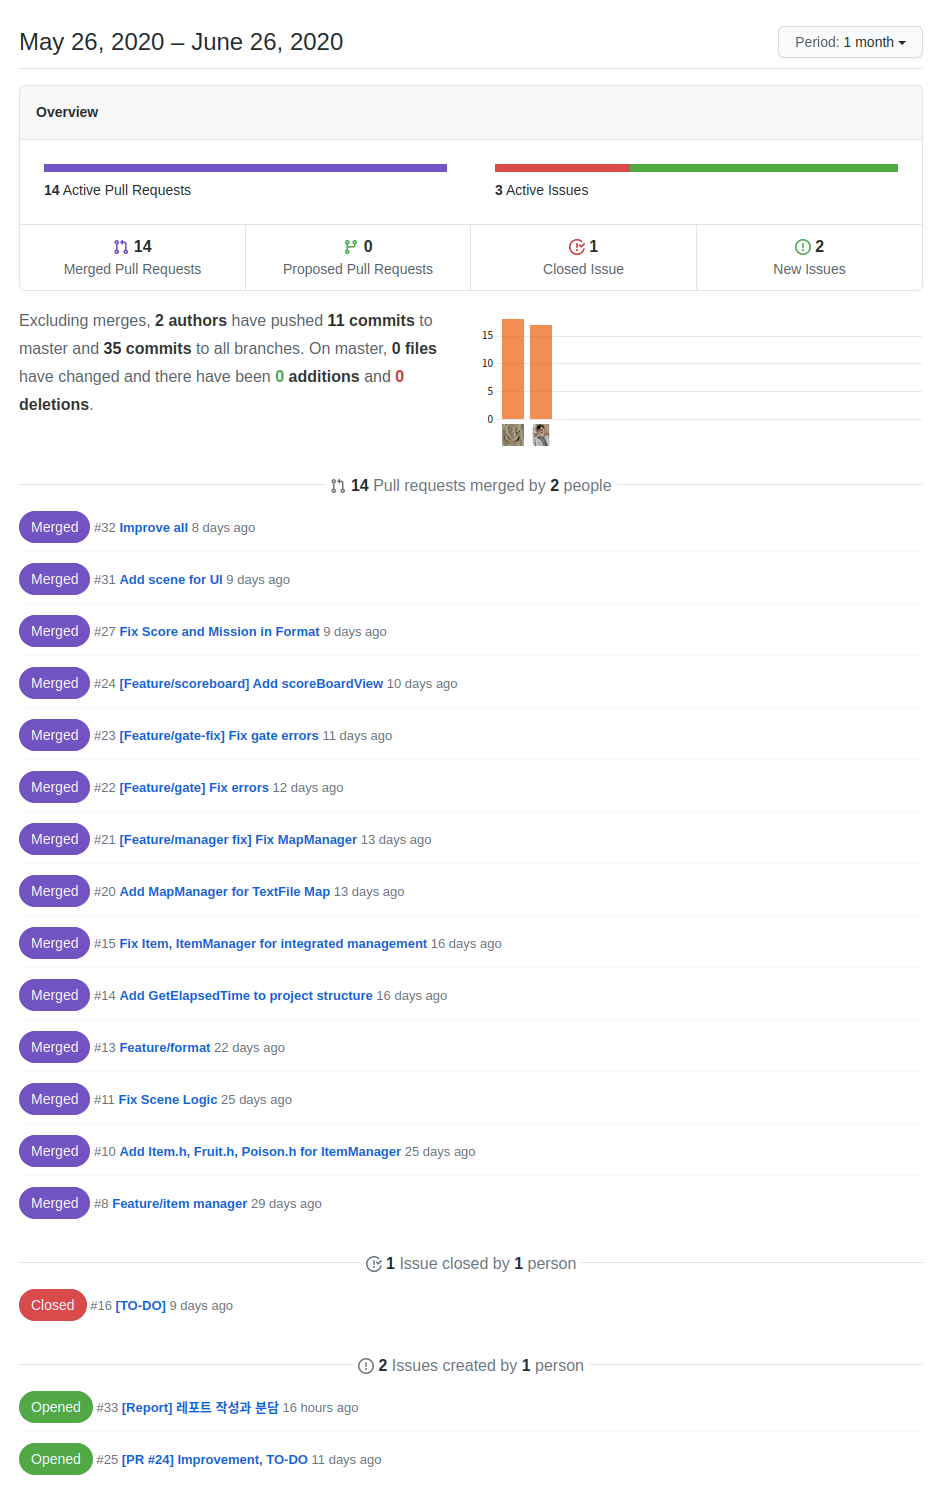 May 26, 2020 – June 26, 2020
Period: 1 month
Overview
14 Active Pull Requests
3 Active Issues
14
Merged Pull Requests
0
Proposed Pull Requests
1
Closed Issue
2
New Issues
Excluding merges, 2 authors have pushed 11 commits to
master and 35 commits to all branches. On master, 0 files
have changed and there have been 0 additions and 0
deletions.
15
10
5
0
14 Pull requests merged by 2 people
Merged #32 Improve all 8 days ago
Merged #31 Add scene for UI 9 days ago
Merged #27 Fix Score and Mission in Format 9 days ago
Merged #24 [Feature/scoreboard] Add scoreBoardView 10 days ago
Merged #23 [Feature/gate-fix] Fix gate errors 11 days ago
Merged #22 [Feature/gate] Fix errors 12 days ago
Merged #21 [Feature/manager fix] Fix MapManager 13 days ago
Merged #20 Add MapManager for TextFile Map 13 days ago
Merged #15 Fix Item, ItemManager for integrated management 16 days ago
Merged #14 Add GetElapsedTime to project structure 16 days ago
Merged #13 Feature/format 22 days ago
Merged #11 Fix Scene Logic 25 days ago
Merged #10 Add Item.h, Fruit.h, Poison.h for ItemManager 25 days ago
Merged #8 Feature/item manager 29 days ago
1 Issue closed by 1 person
Closed #16 [TO-DO] 9 days ago
2 Issues created by 1 person
Opened #33 [Report] 레포트 작성과 분담 16 hours ago
Opened #25 [PR #24] Improvement, TO-DO 11 days ago